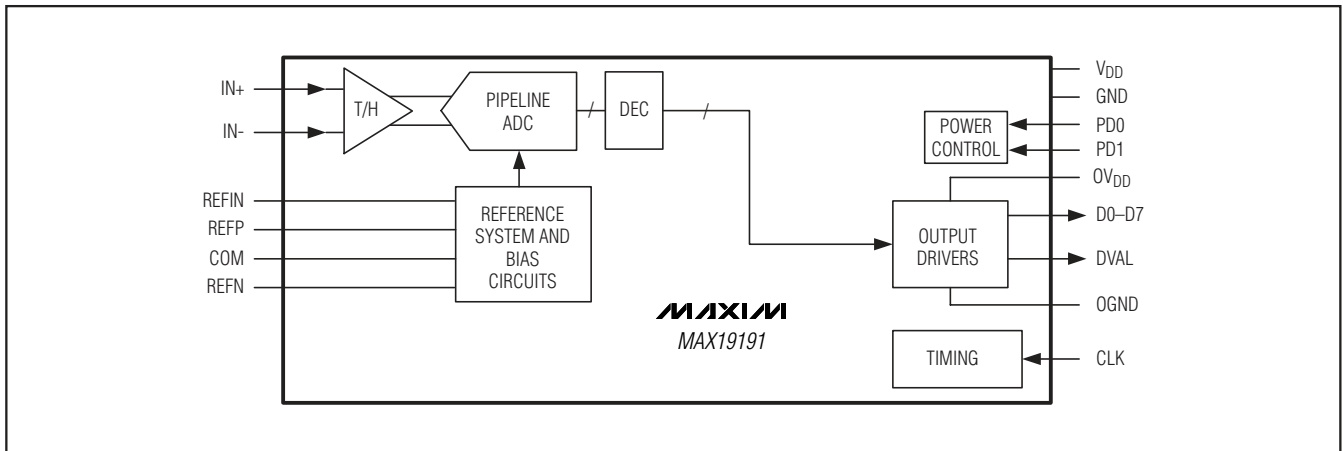 IN+
IN-
T/H
PIPELINE
ADC
DEC
REFIN
REFP
COM
REFN
REFERENCE
SYSTEM AND
BIAS
CIRCUITS
MAXIM
MAX19191
POWER
CONTROL
OUTPUT
DRIVERS
TIMING
VDD
GND
PD0
PD1
OVDD
D0–D7
DVAL
OGND
CLK